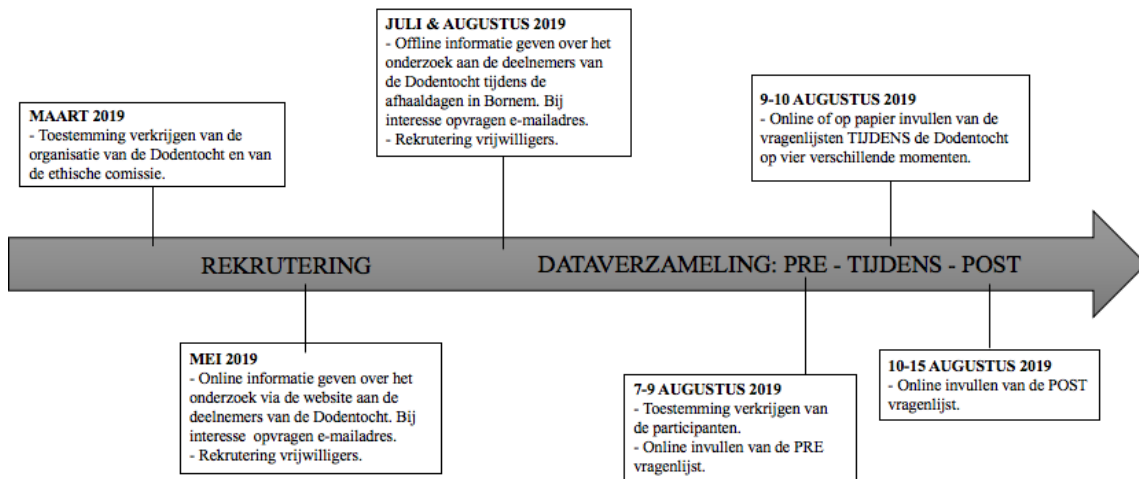 JULI & AUGUSTUS 2019
- Offline informatie geven over het
onderzoek aan de deelnemers van
de Dodentocht tijdens de
afhaaldagen in Bornem. Bij
interesse opvragen e-mailadres.
- Rekrutering vrijwilligers.
MAART 2019
- Toestemming verkrijgen van de
organisatie van de Dodentocht en van
de ethische comissie.
9-10 AUGUSTUS 2019
- Online of op papier invullen van de
vragenlijsten TIJDENS de Dodentocht
op vier verschillende momenten.
REKRUTERING
DATAVERZAMELING: PRE - TIJDENS - POST
MEI 2019
- Online informatie geven over het
onderzoek via de website aan de
deelnemers van de Dodentocht. Bij
interesse opvragen e-mailadres.
- Rekrutering vrijwilligers.
7-9 AUGUSTUS 2019
- Toestemming verkrijgen van
de participanten.
- Online invullen van de PRE
vragenlijst.
10-15 AUGUSTUS 2019
- Online invullen van de POST
vragenlijst.